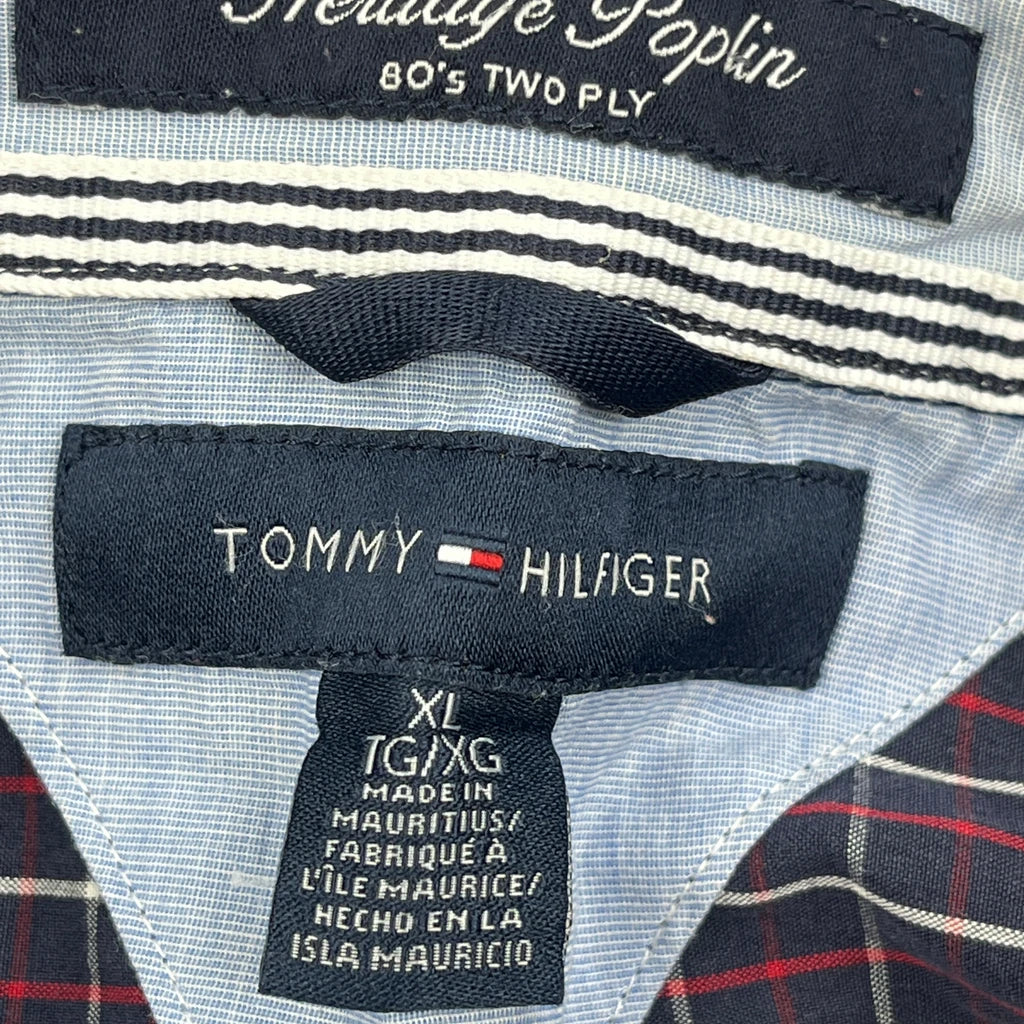 Heritage Poplin
80's TWO PLY
TOMMY HILFIGER
XL
TG/XG
MADE IN
MAURITIUS/
FABRIQUÉ À
L'ÎLE MAURICE/
HECHO EN LA
ISLA MAURICIO